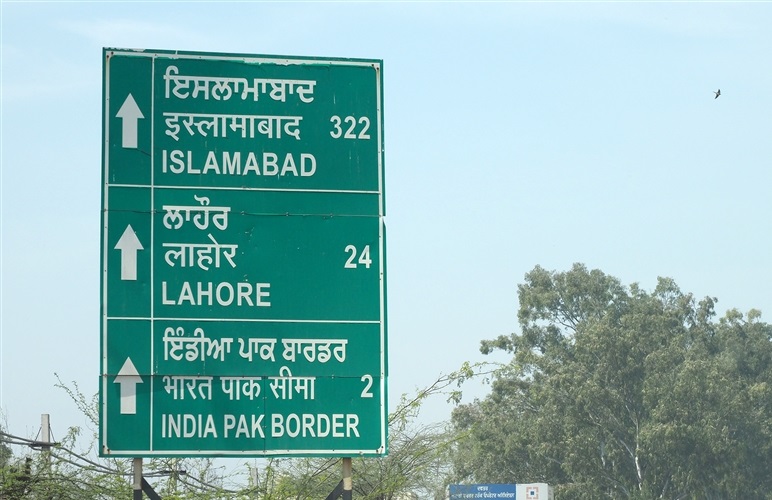 ਇਸਲਾਮਾਬਾਦ
इस्लामाबाद 322
ISLAMABAD
ਲਾਹੌਰ
लाहोर 24
LAHORE
ਇੰਡੀਆ ਪਾਕ ਬਾਰਡਰ
भारत पाक सीमा 2
INDIA PAK BORDER